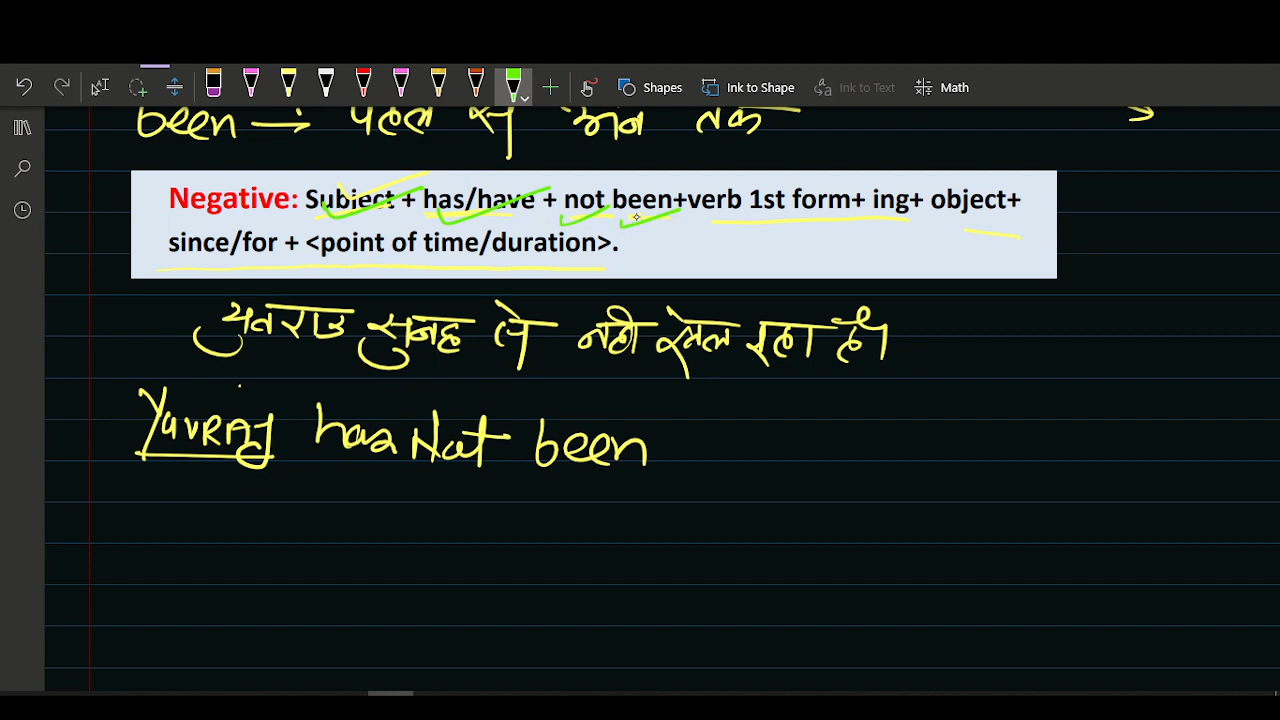 Shapes Ink to Shape Ink to Text Math
been → पहले से अब तक
Negative: Subject + has/have + not been+verb 1st form+ ing+ object+
since/for + <point of time/duration>.
युवराज सुबह से नही खेल रहा है।
Yuvraj has Not been